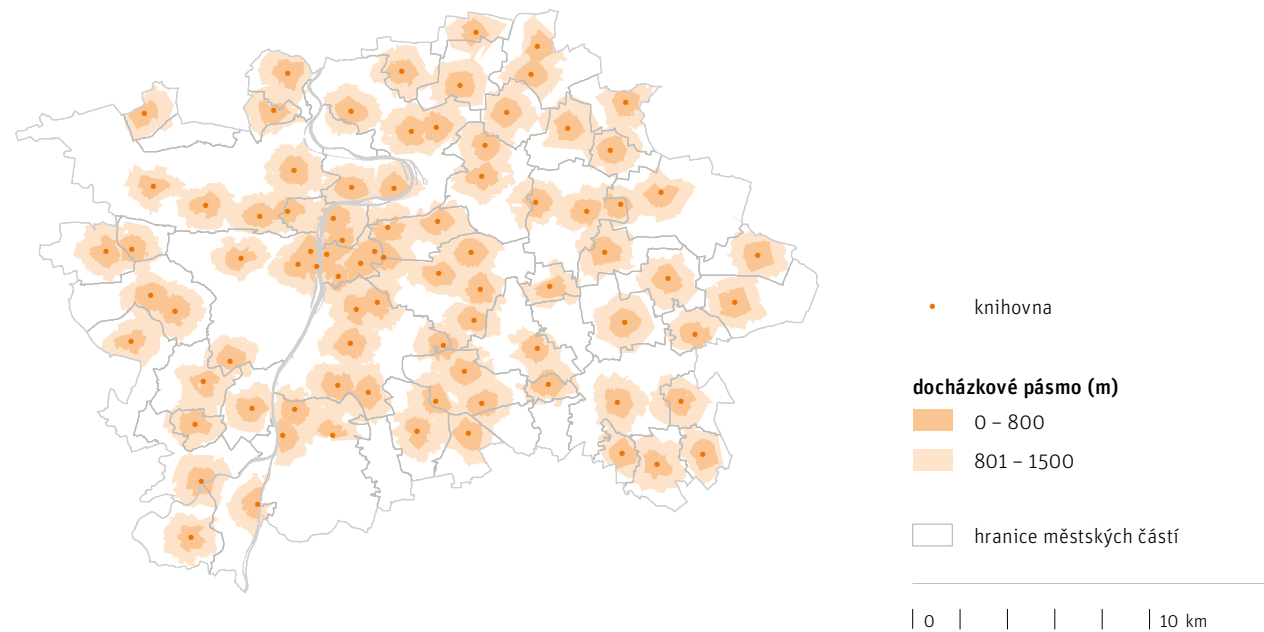 knihovna
docházkové pásmo (m)
0 – 800
801 – 1500
hranice městských částí
0 10 km